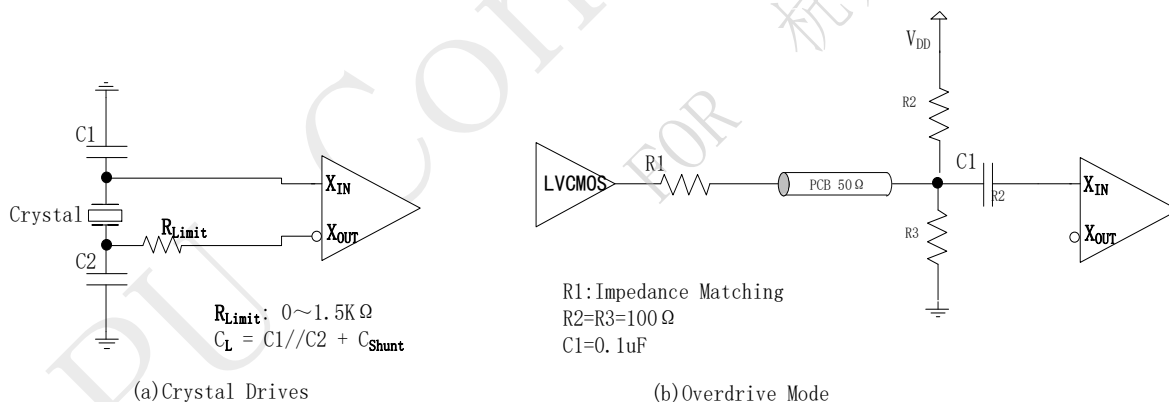 C1
X_IN
Crystal
R_Limit
X_OUT
C2
R_Limit: 0～1.5KΩ
C_L = C1//C2 + C_Shunt
(a)Crystal Drives
V_DD
R2
LVCMOS
R1
PCB 50Ω
C1
R2
X_IN
X_OUT
R3
R1:Impedance Matching
R2=R3=100Ω
C1=0.1uF
(b)Overdrive Mode
FOR
杭